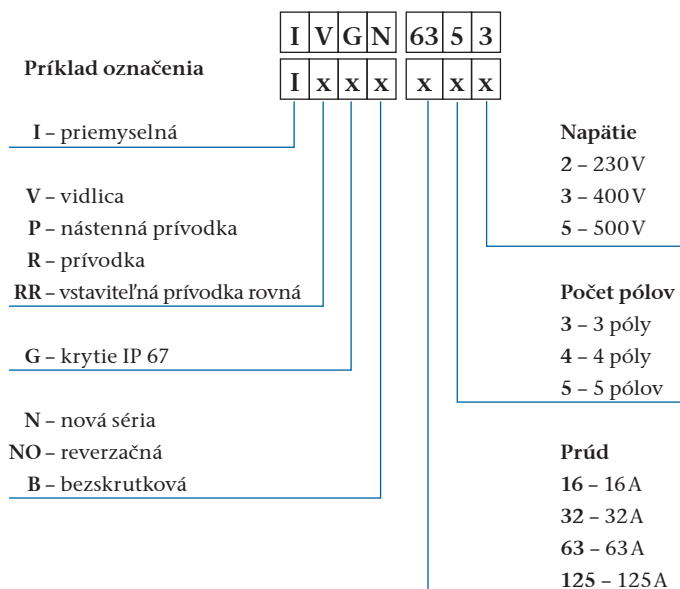 I V G N 63 5 3
Príklad označenia
I x x x x x x
I – priemyselná
V – vidlica
P – nástenná prívodka
R – prívodka
RR – vstaviteľná prívodka rovná
G – krytie IP 67
N – nová séria
NO – reverzačná
B – bezskrutková
Napätie
2 – 230 V
3 – 400 V
5 – 500 V
Počet pólov
3 – 3 póly
4 – 4 póly
5 – 5 pólov
Prúd
16 – 16 A
32 – 32 A
63 – 63 A
125 – 125 A